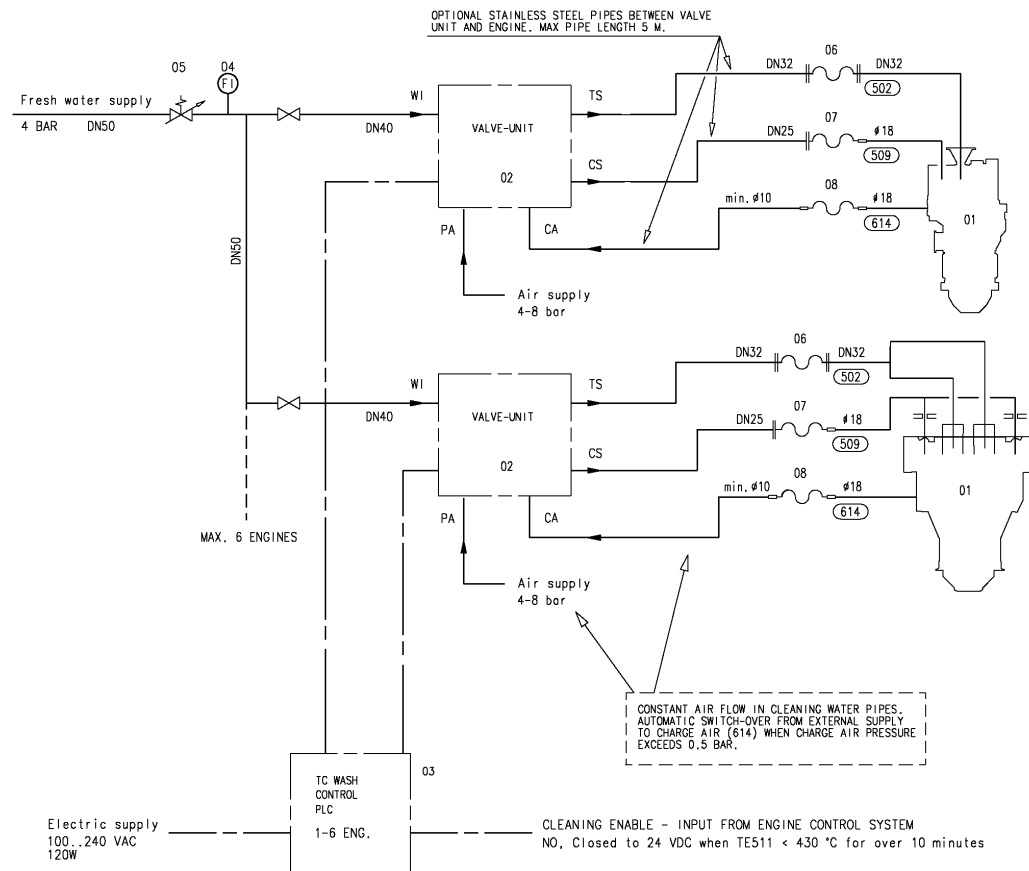 OPTIONAL STAINLESS STEEL PIPES BETWEEN VALVE
UNIT AND ENGINE. MAX PIPE LENGTH 5 M.
05
04
FI
Fresh water supply
4 BAR DN50
WI
DN40
VALVE-UNIT
02
TS
CS
PA
CA
DN32
06
DN32
502
DN25
07
ø18
509
min. ø10
08
ø18
614
01
Air supply
4-8 bar
DN50
WI
DN40
VALVE-UNIT
02
TS
CS
PA
CA
DN32
06
DN32
502
DN25
07
ø18
509
min. ø10
08
ø18
614
01
MAX. 6 ENGINES
Air supply
4-8 bar
CONSTANT AIR FLOW IN CLEANING WATER PIPES.
AUTOMATIC SWITCH-OVER FROM EXTERNAL SUPPLY
TO CHARGE AIR (614) WHEN CHARGE AIR PRESSURE
EXCEEDS 0.5 BAR.
03
TC WASH
CONTROL
PLC
1-6 ENG.
Electric supply
100..240 VAC
120W
CLEANING ENABLE - INPUT FROM ENGINE CONTROL SYSTEM
NO, Closed to 24 VDC when TE511 < 430 °C for over 10 minutes